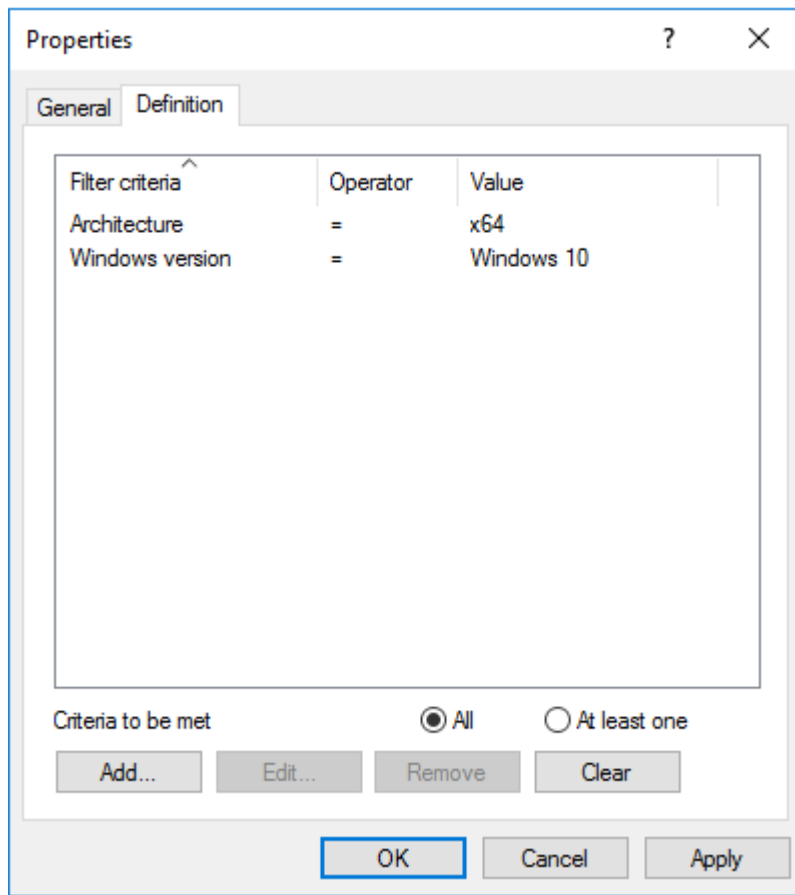 Properties ?
General Definition
Filter criteria Operator Value
Architecture = x64
Windows version = Windows 10
Criteria to be met All At least one
Add... Edit... Remove Clear
OK Cancel Apply